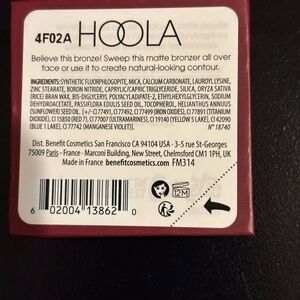 4F02A HOOLA
Believe this bronze! Sweep this matte bronzer all over
face or use it to create natural-looking contour.
INGREDIENTS: SYNTHETIC FLUORPHLOGOPITE, MICA, CALCIUM CARBONATE, LAUROYL LYSINE,
ZINC STEARATE, BORON NITRIDE, CAPRYLIC/CAPRIC TRIGLYCERIDE, SILICA, ORYZA SATIVA
(RICE) BRAN WAX, BIS-DIGLYCERYL POLYACYLADIPATE-2, ETHYLHEXYLGLYCERIN, SODIUM
DEHYDROACETATE, PASSIFLORA EDULIS SEED OIL, TOCOPHEROL, HELIANTHUS ANNUUS
(SUNFLOWER) SEED OIL. [+/- CI 77491, CI 77492, CI 77499 (IRON OXIDES), CI 77891 (TITANIUM
DIOXIDE), CI 15850 (RED 7), CI 77007 (ULTRAMARINES), CI 19140 (YELLOW 5 LAKE), CI 42090
(BLUE 1 LAKE), CI 77742 (MANGANESE VIOLET)]. N° 18740
Dist. Benefit Cosmetics San Francisco CA 94104 USA • 3-5 rue St-Georges
75009 Paris - France • Marconi Building, New Street, Chelmsford CM1 1PH, UK
Made in France benefitcosmetics.com FM314
12M
6 02004 13862 0